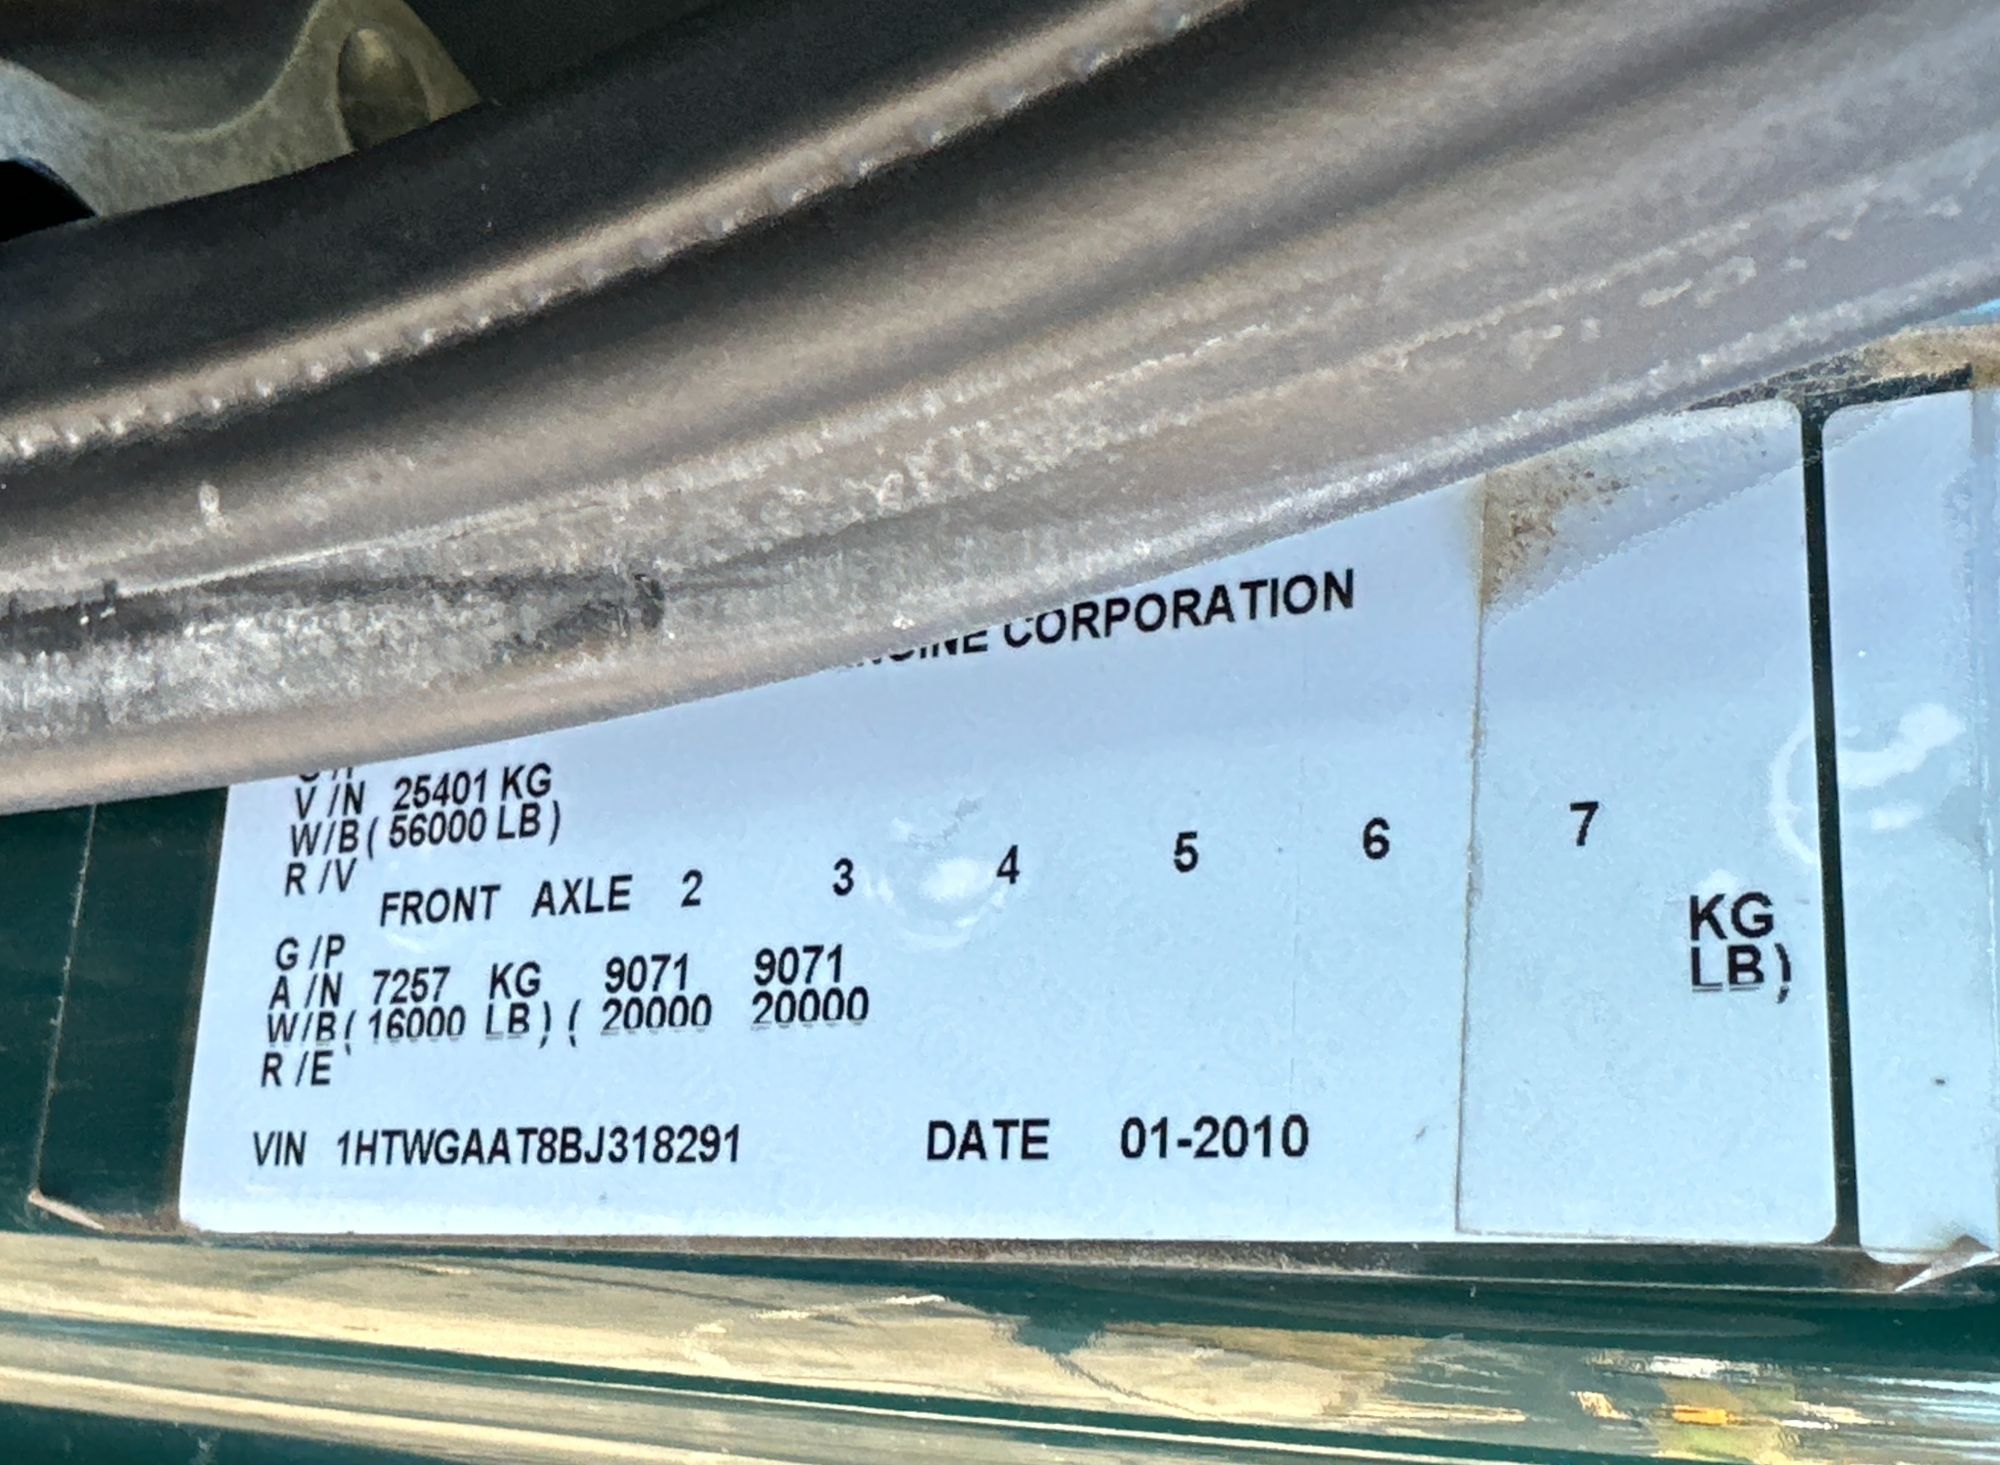 CORPORATION
V /N 25401 KG
W/B ( 56000 LB )
R /V
FRONT AXLE 2 3 4 5 6 7
G /P
A /N 7257 KG 9071 9071 KG
W/B ( 16000 LB ) ( 20000 20000 LB )
R /E
VIN 1HTWGAAT8BJ318291 DATE 01-2010